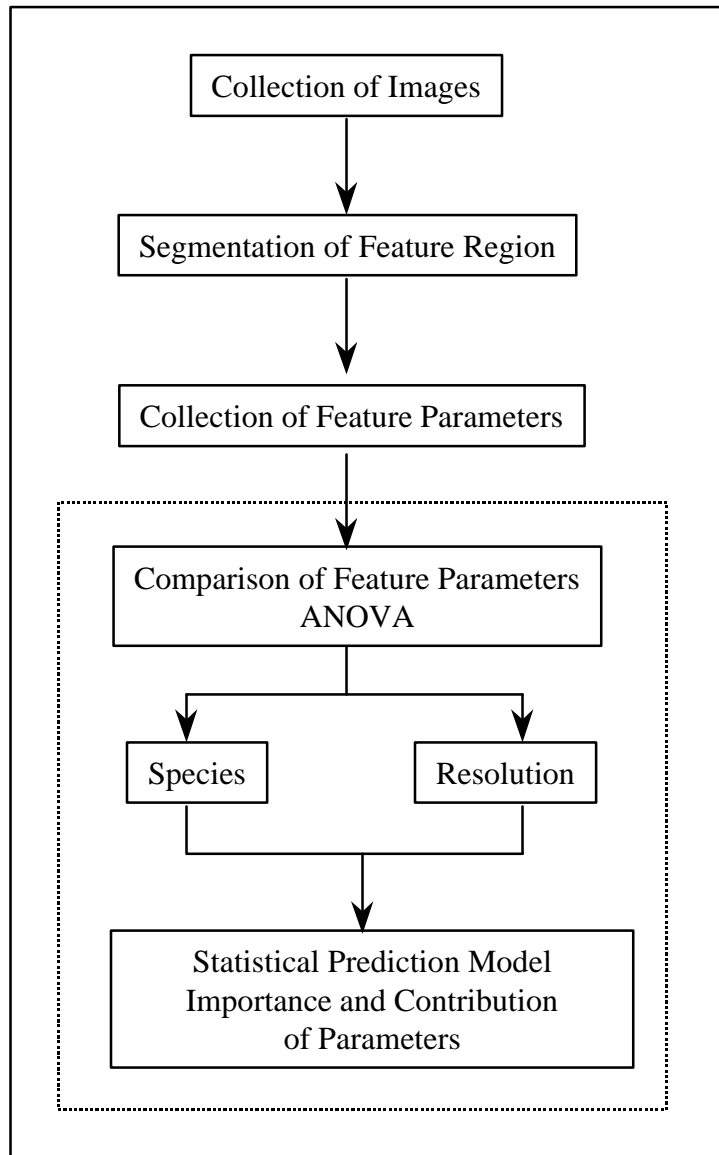 Collection of Images
Segmentation of Feature Region
Collection of Feature Parameters
Comparison of Feature Parameters
ANOVA
Species
Resolution
Statistical Prediction Model
Importance and Contribution
of Parameters